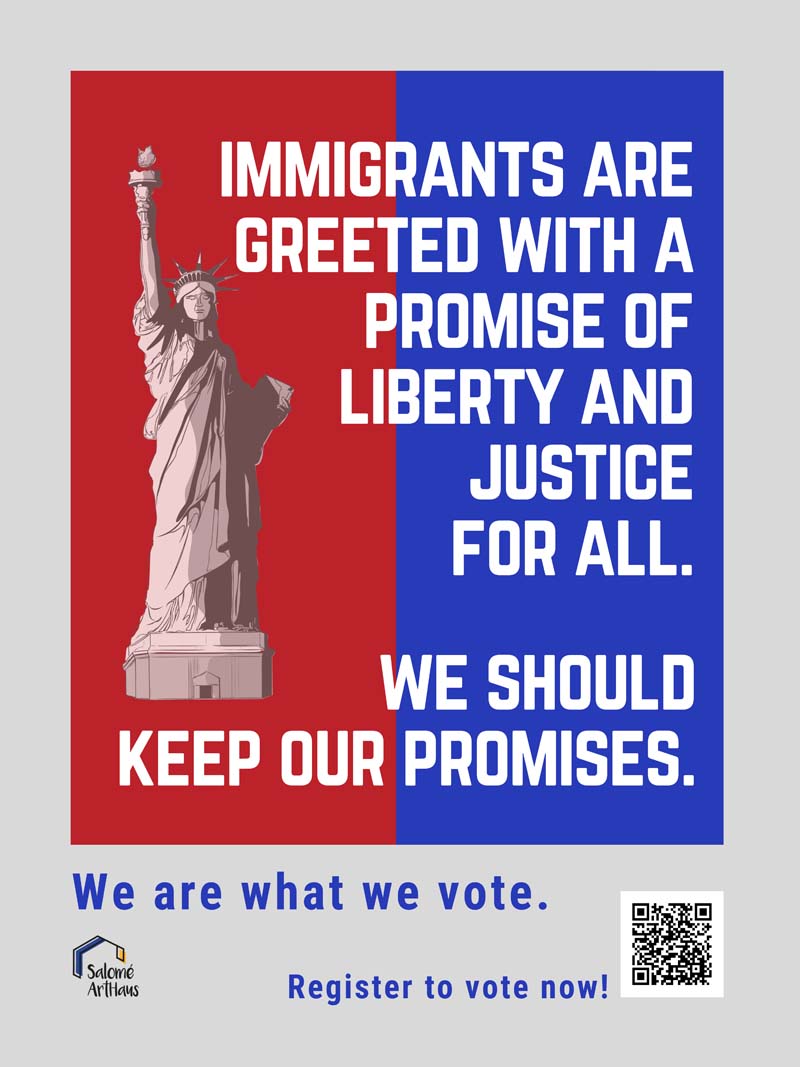 IMMIGRANTS ARE
GREETED WITH A
PROMISE OF
LIBERTY AND
JUSTICE
FOR ALL.
WE SHOULD
KEEP OUR PROMISES.
We are what we vote.
Salomé
ArtHaus
Register to vote now!